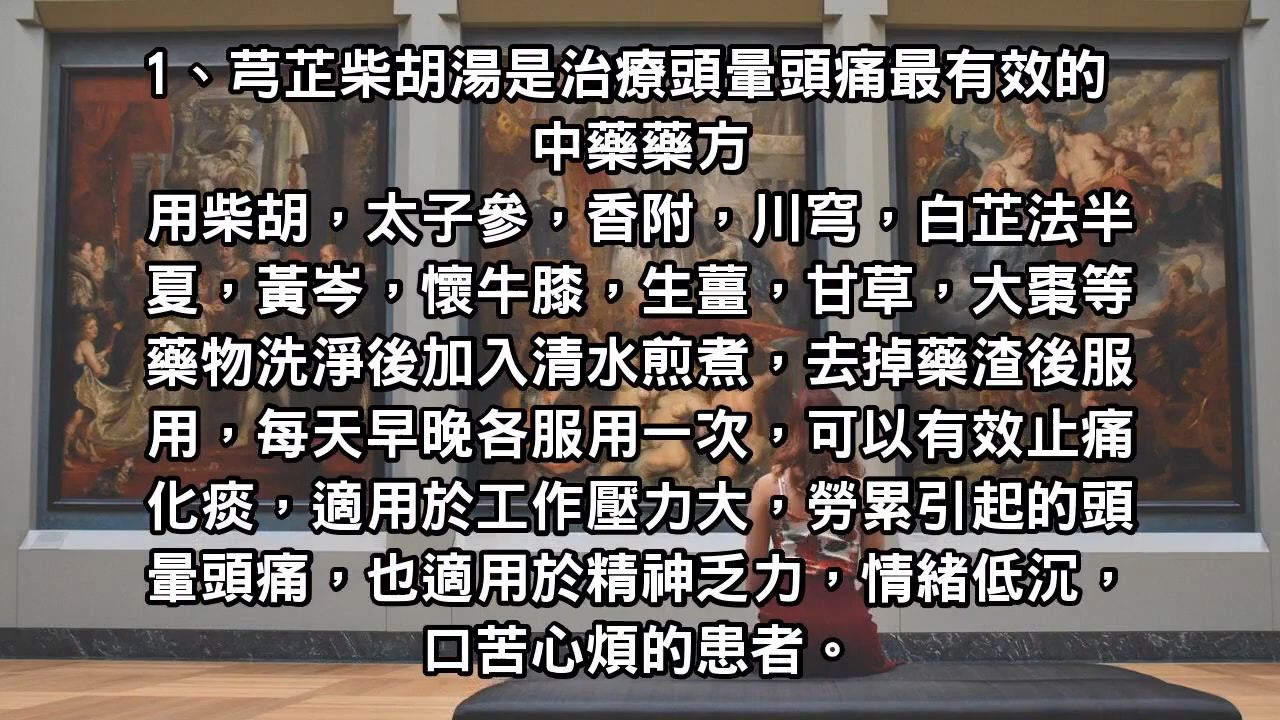 1、芎芷柴胡湯是治療頭暈頭痛最有效的
中藥藥方
用柴胡，太子參，香附，川穹，白芷法半
夏，黃岑，懷牛膝，生薑，甘草，大棗等
藥物洗淨後加入清水煎煮，去掉藥渣後服
用，每天早晚各服用一次，可以有效止痛
化痰，適用於工作壓力大，勞累引起的頭
暈頭痛，也適用於精神乏力，情緒低沉，
口苦心煩的患者。